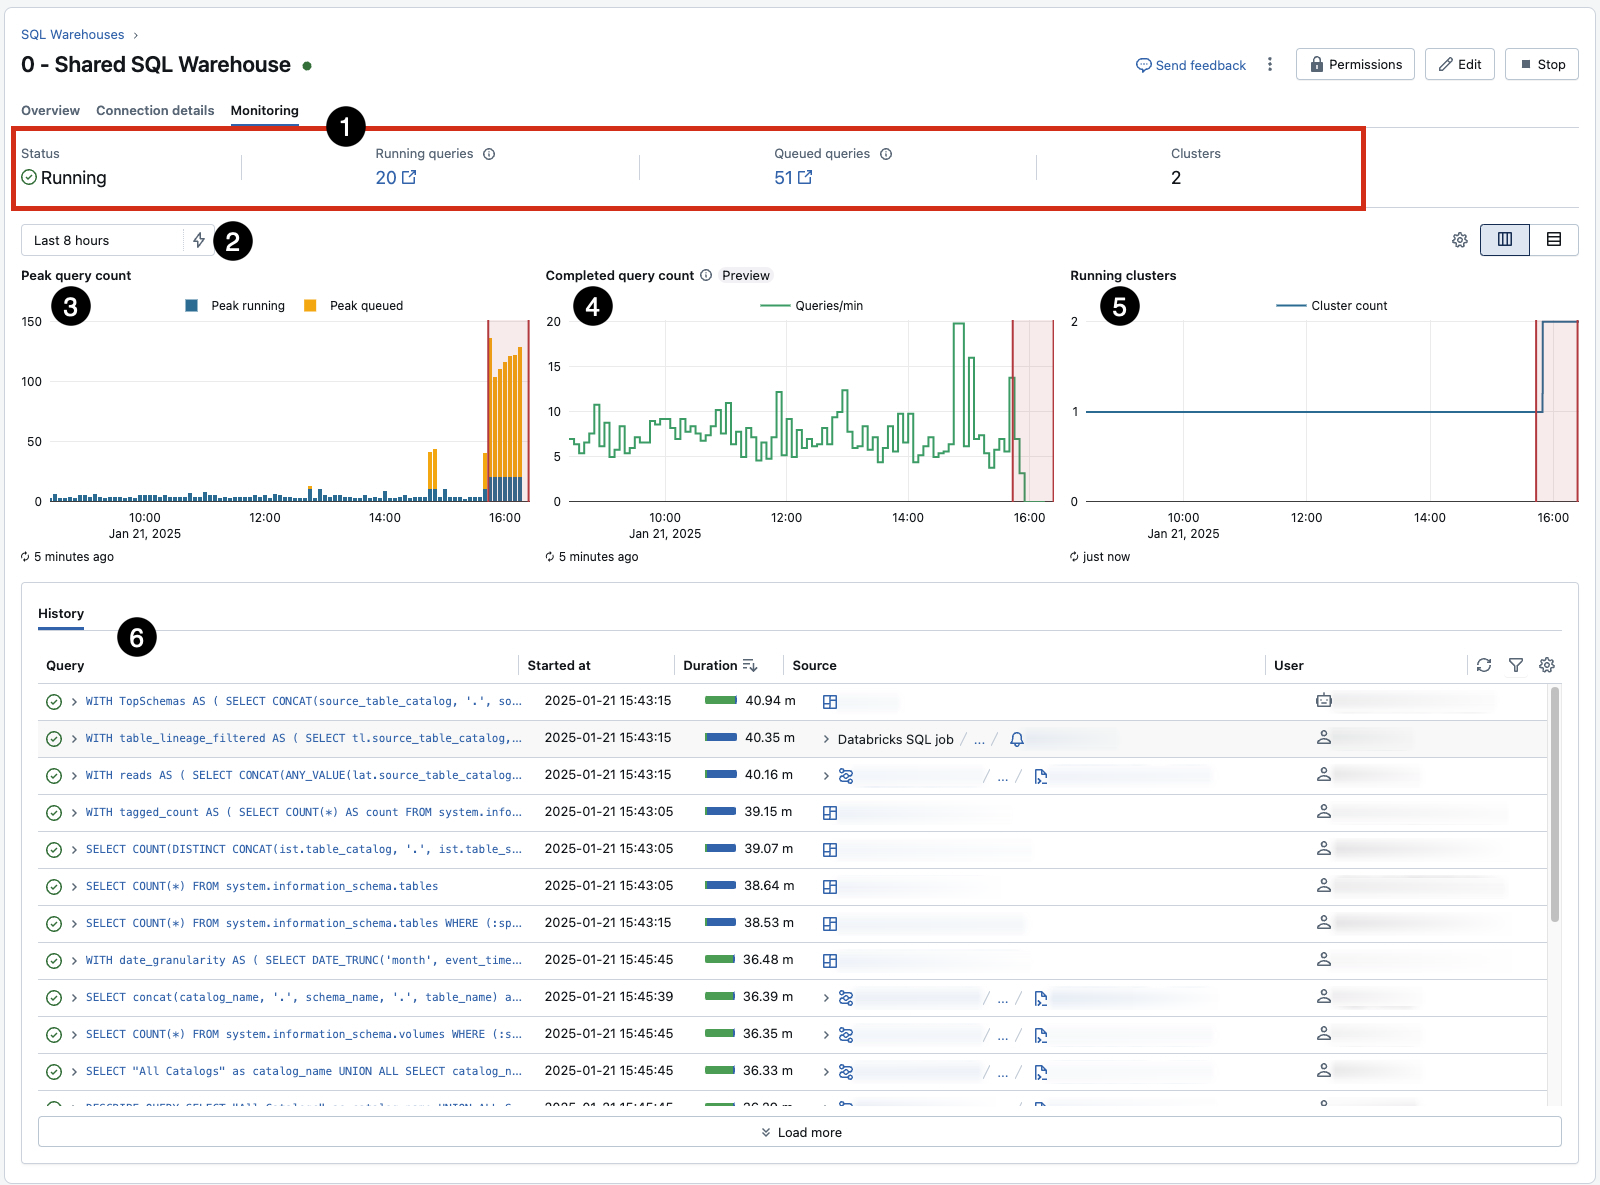 SQL Warehouses ›
0 - Shared SQL Warehouse
Send feedback
Permissions
Edit
Stop
Overview Connection details Monitoring
1
Status Running queries Queued queries Clusters
Running 20 51 2
Last 8 hours
2
Peak query count
3
Peak running Peak queued
150
100
50
0
10:00 12:00 14:00 16:00
Jan 21, 2025
5 minutes ago
Completed query count Preview
4
Queries/min
20
15
10
5
0
10:00 12:00 14:00 16:00
Jan 21, 2025
5 minutes ago
Running clusters
5
Cluster count
2
1
0
10:00 12:00 14:00 16:00
Jan 21, 2025
just now
History
6
Query Started at Duration Source User
WITH TopSchemas AS ( SELECT CONCAT(source_table_catalog, '.', so... 2025-01-21 15:43:15 40.94 m
WITH table_lineage_filtered AS ( SELECT tl.source_table_catalog,... 2025-01-21 15:43:15 40.35 m Databricks SQL job / ... /
WITH reads AS ( SELECT CONCAT(ANY_VALUE(lat.source_table_catalog... 2025-01-21 15:43:15 40.16 m / ... /
WITH tagged_count AS ( SELECT COUNT(*) AS count FROM system.info... 2025-01-21 15:43:05 39.15 m
SELECT COUNT(DISTINCT CONCAT(ist.table_catalog, '.', ist.table_s... 2025-01-21 15:43:05 39.07 m
SELECT COUNT(*) FROM system.information_schema.tables 2025-01-21 15:43:05 38.64 m
SELECT COUNT(*) FROM system.information_schema.tables WHERE (:sp... 2025-01-21 15:43:15 38.53 m
WITH date_granularity AS ( SELECT DATE_TRUNC('month', event_time... 2025-01-21 15:45:45 36.48 m
SELECT concat(catalog_name, '.', schema_name, '.', table_name) a... 2025-01-21 15:45:39 36.39 m / ... /
SELECT COUNT(*) FROM system.information_schema.volumes WHERE (:s... 2025-01-21 15:45:45 36.35 m / ... /
SELECT "All Catalogs" as catalog_name UNION ALL SELECT catalog_n... 2025-01-21 15:45:45 36.33 m / ... /
Load more